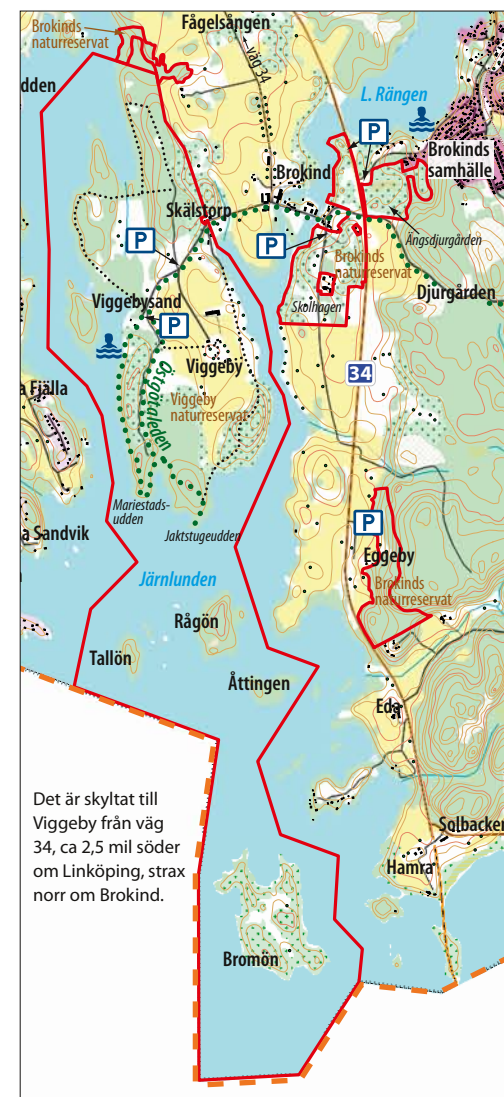 Fågelsången
Brokinds
naturreservat
dden
väg 34
L. Rängen
P
P
Brokind
Brokinds
samhälle
Skälstorp
P
P
Ängsdjurgården
Brokinds
naturreservat
Skolhagen
Djurgården
Viggebysand
P
Viggeby
34
Östgötaleden
a Fjälla
Viggeby
naturreservat
Mariestads-
udden
Jaktstugeudden
a Sandvik
P
Eggeby
Järnlunden
Brokinds
naturreservat
Rågön
Tallön
Åttingen
Eda
Det är skyltat till
Viggeby från väg
34, ca 2,5 mil söder
om Linköping, strax
norr om Brokind.
Solbacken
Hamra
Bromön